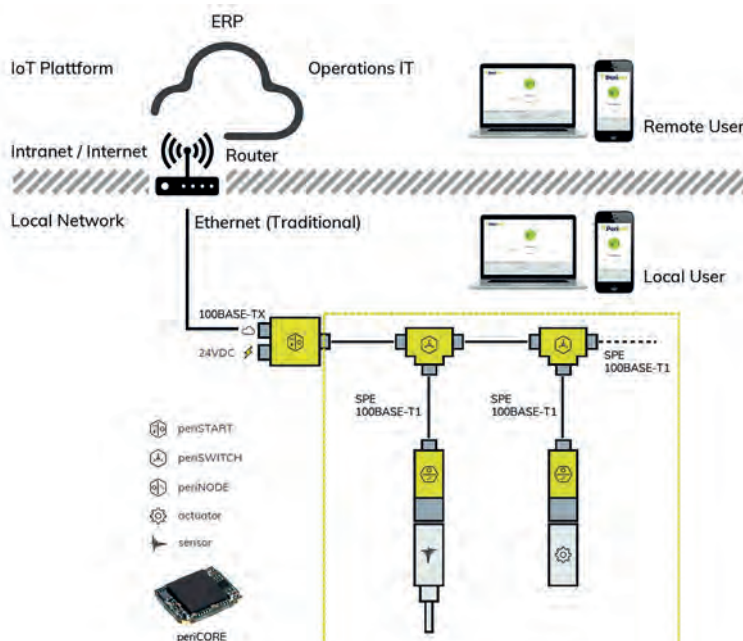 ERP
IoT Plattform
Operations IT
Remote User
Intranet / Internet
Router
Local Network
Ethernet (Traditional)
Local User
100BASE-TX
24VDC
SPE
100BASE-T1
SPE
100BASE-T1
SPE
100BASE-T1
periSTART
periSWITCH
periNODE
actuator
sensor
periCORE